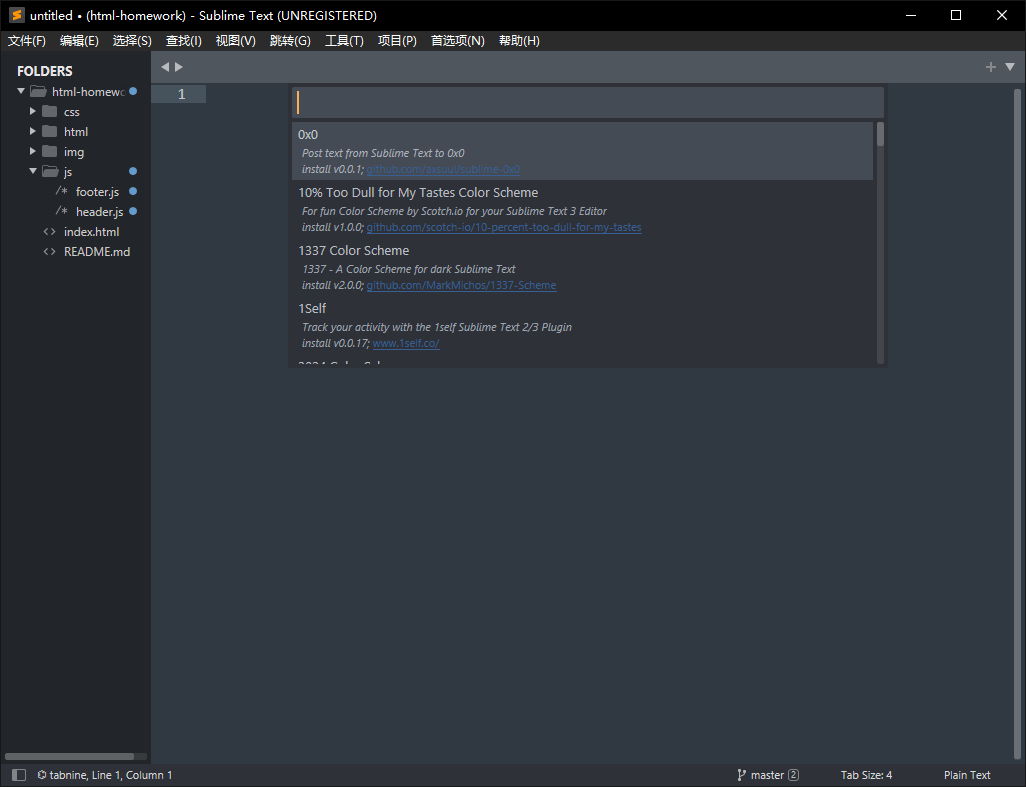 untitled • (html-homework) - Sublime Text (UNREGISTERED)
文件(F) 编辑(E) 选择(S) 查找(I) 视图(V) 跳转(G) 工具(T) 项目(P) 首选项(N) 帮助(H)
FOLDERS
html-homewo
css
html
img
js
/* footer.js
/* header.js
<> index.html
<> README.md
1
0x0
Post text from Sublime Text to 0x0
install v0.0.1; github.com/axsuul/sublime-0x0
10% Too Dull for My Tastes Color Scheme
For fun Color Scheme by Scotch.io for your Sublime Text 3 Editor
install v1.0.0; github.com/scotch-io/10-percent-too-dull-for-my-tastes
1337 Color Scheme
1337 - A Color Scheme for dark Sublime Text
install v2.0.0; github.com/MarkMichos/1337-Scheme
1Self
Track your activity with the 1self Sublime Text 2/3 Plugin
install v0.0.17; www.1self.co/
tabnine, Line 1, Column 1
master 2
Tab Size: 4
Plain Text